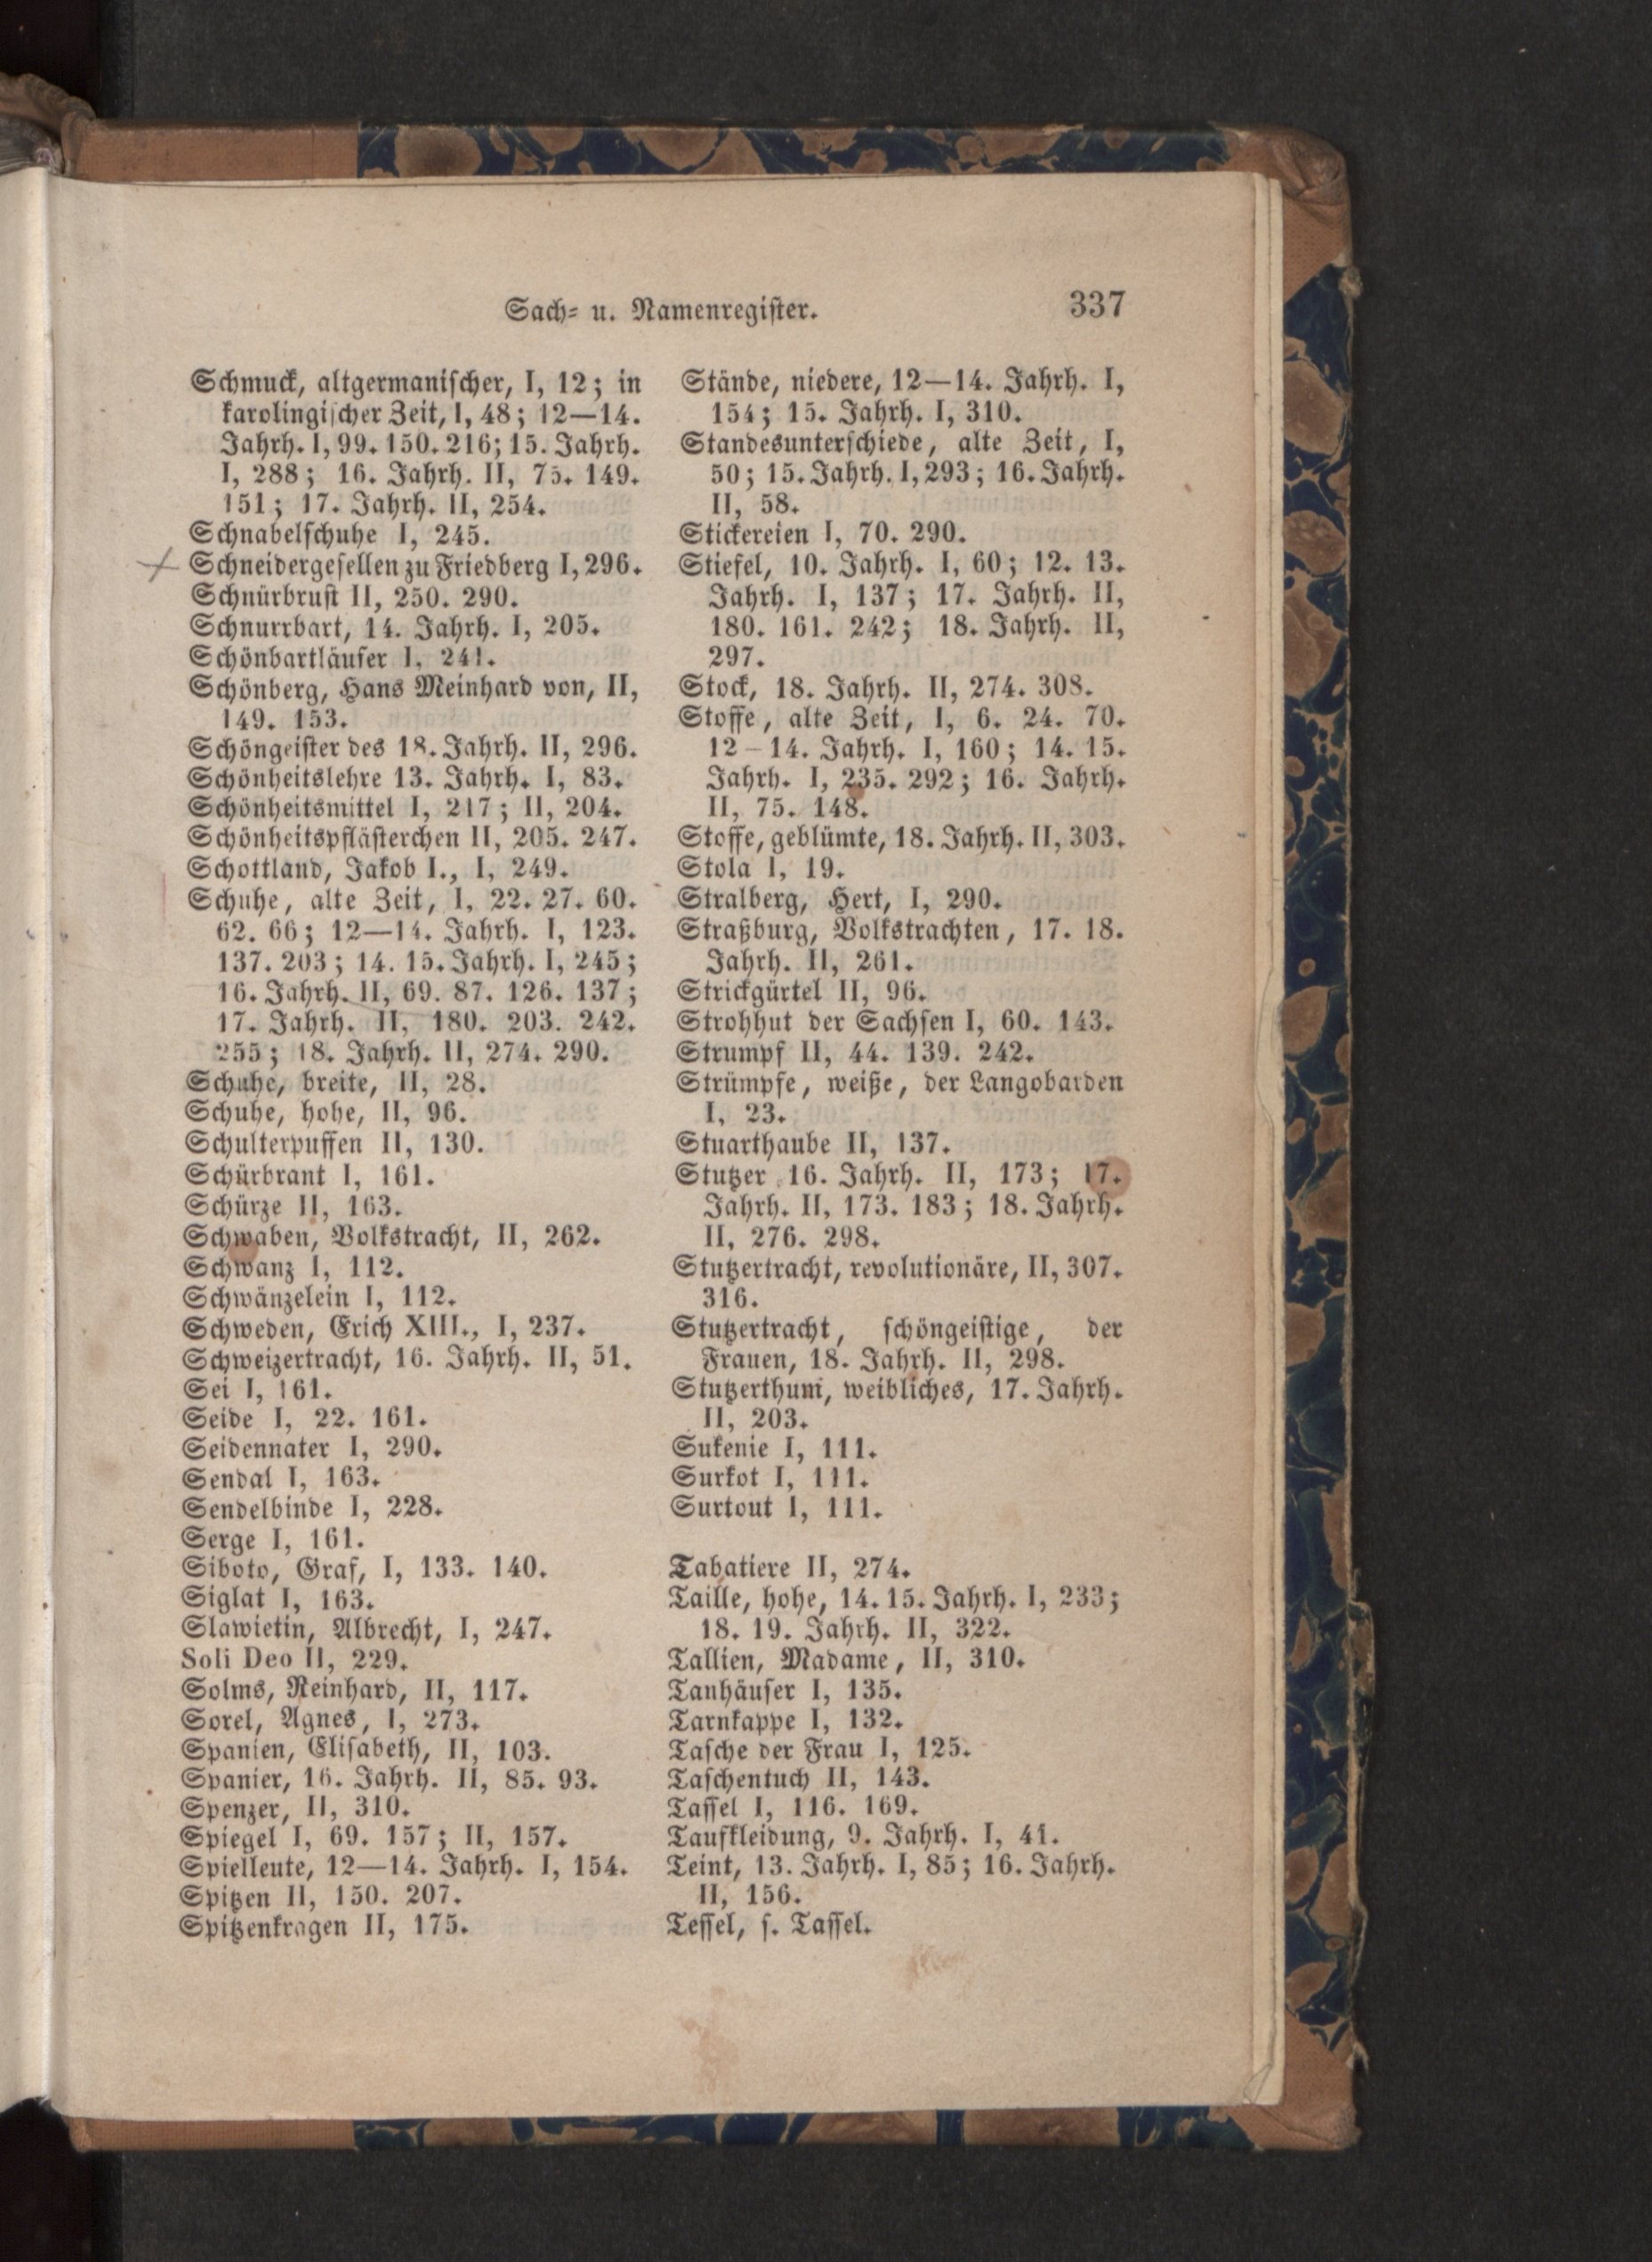 Sach- u. Namenregister.
337
Schmuck, altgermanischer, I, 12; in
karolingischer Zeit, I, 48; 12—14.
Jahrh. I, 99. 150. 216; 15. Jahrh.
I, 288; 16. Jahrh. II, 75. 149.
151; 17. Jahrh. II, 254.
Schnabelschuhe I, 245.
Schneidergesellen zu Friedberg I, 296.
Schnürbrust II, 250. 290.
Schnurrbart, 14. Jahrh. I, 205.
Schönbartläufer I, 241.
Schönberg, Hans Meinhard von, II,
149. 153.
Schöngeister des 18. Jahrh. II, 296.
Schönheitslehre 13. Jahrh. I, 83.
Schönheitsmittel I, 217; II, 204.
Schönheitspflästerchen II, 205. 247.
Schottland, Jakob I., I, 249.
Schuhe, alte Zeit, I, 22. 27. 60.
62. 66; 12—14. Jahrh. I, 123.
137. 203; 14. 15. Jahrh. I, 245;
16. Jahrh. II, 69. 87. 126. 137;
17. Jahrh. II, 180. 203. 242.
255; 18. Jahrh. II, 274. 290.
Schuhe, breite, II, 28.
Schuhe, hohe, II, 96.
Schulterpuffen II, 130.
Schürbrant I, 161.
Schürze II, 163.
Schwaben, Volkstracht, II, 262.
Schwanz I, 112.
Schwänzelein I, 112.
Schweden, Erich XIII., I, 237.
Schweizertracht, 16. Jahrh. II, 51.
Sei I, 161.
Seide I, 22. 161.
Seidennater I, 290.
Sendal I, 163.
Sendelbinde I, 228.
Serge I, 161.
Siboto, Graf, I, 133. 140.
Siglat I, 163.
Slawietin, Albrecht, I, 247.
Soli Deo II, 229.
Solms, Reinhard, II, 117.
Sorel, Agnes, I, 273.
Spanien, Elisabeth, II, 103.
Spanier, 16. Jahrh. II, 85. 93.
Spenzer, II, 310.
Spiegel I, 69. 157; II, 157.
Spielleute, 12—14. Jahrh. I, 154.
Spitzen II, 150. 207.
Spitzenkragen II, 175.
Stände, niedere, 12—14. Jahrh. I,
154; 15. Jahrh. I, 310.
Standesunterschiede, alte Zeit, I,
50; 15. Jahrh. I, 293; 16. Jahrh.
II, 58.
Stickereien I, 70. 290.
Stiefel, 10. Jahrh. I, 60; 12. 13.
Jahrh. I, 137; 17. Jahrh. II,
180. 161. 242; 18. Jahrh. II,
297.
Stock, 18. Jahrh. II, 274. 308.
Stoffe, alte Zeit, I, 6. 24. 70.
12–14. Jahrh. I, 160; 14. 15.
Jahrh. I, 235. 292; 16. Jahrh.
II, 75. 148.
Stoffe, geblümte, 18. Jahrh. II, 303.
Stola I, 19.
Stralberg, Hert, I, 290.
Straßburg, Volkstrachten, 17. 18.
Jahrh. II, 261.
Strickgürtel II, 96.
Strohhut der Sachsen I, 60. 143.
Strumpf II, 44. 139. 242.
Strümpfe, weiße, der Langobarden
I, 23.
Stuarthaube II, 137.
Stutzer 16. Jahrh. II, 173; 17.
Jahrh. II, 173. 183; 18. Jahrh.
II, 276. 298.
Stutzertracht, revolutionäre, II, 307.
316.
Stutzertracht, schöngeistige, der
Frauen, 18. Jahrh. II, 298.
Stutzerthum, weibliches, 17. Jahrh.
II, 203.
Sukenie I, 111.
Surkot I, 111.
Surtout I, 111.
Tabatiere II, 274.
Taille, hohe, 14. 15. Jahrh. I, 233;
18. 19. Jahrh. II, 322.
Tallien, Madame, II, 310.
Tanhäuser I, 135.
Tarnkappe I, 132.
Tasche der Frau I, 125.
Taschentuch II, 143.
Tassel I, 116. 169.
Taufkleidung, 9. Jahrh. I, 41.
Teint, 13. Jahrh. I, 85; 16. Jahrh.
II, 156.
Tessel, s. Tassel.